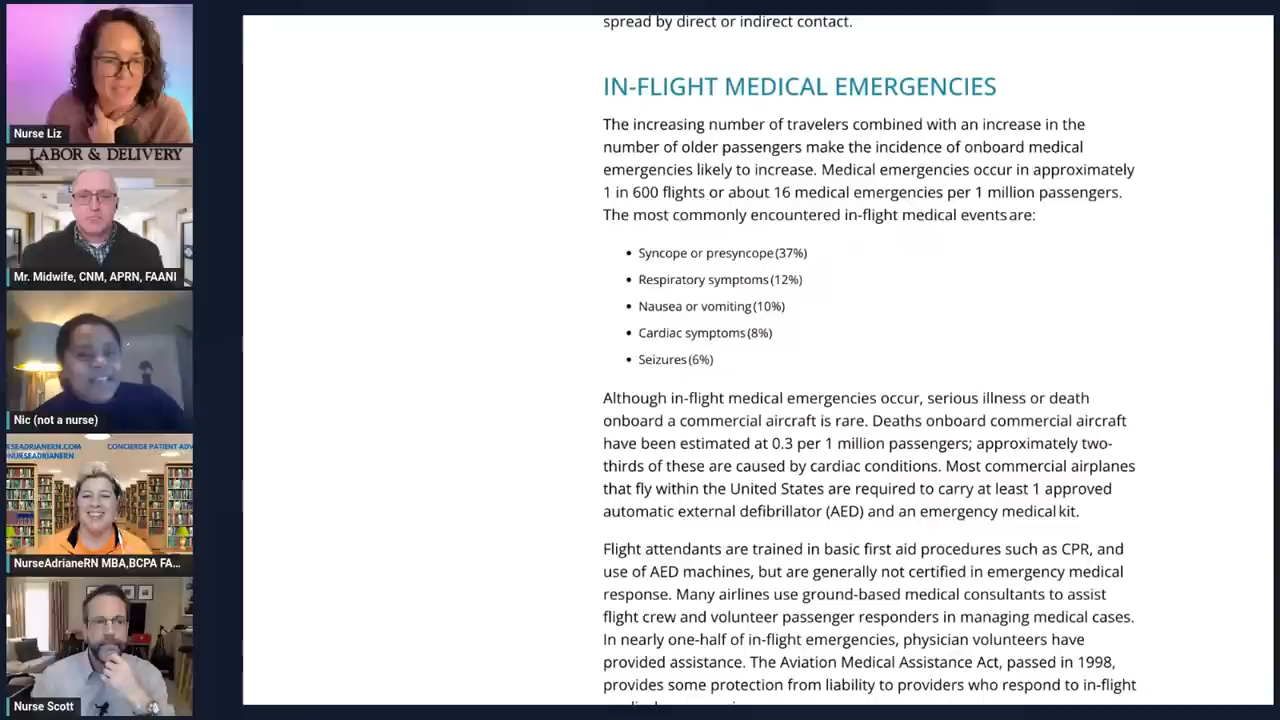 Nurse Liz
LABOR & DELIVERY
Mr. Midwife, CNM, APRN, FAANI
Nic (not a nurse)
CONCIERGE PATIENT ADV
NURSEADRIANERN
NurseAdrianeRN MBA,BCPA FA...
Nurse Scott
spread by direct or indirect contact.
IN-FLIGHT MEDICAL EMERGENCIES
The increasing number of travelers combined with an increase in the
number of older passengers make the incidence of onboard medical
emergencies likely to increase. Medical emergencies occur in approximately
1 in 600 flights or about 16 medical emergencies per 1 million passengers.
The most commonly encountered in-flight medical events are:
• Syncope or presyncope (37%)
• Respiratory symptoms (12%)
• Nausea or vomiting (10%)
• Cardiac symptoms (8%)
• Seizures (6%)
Although in-flight medical emergencies occur, serious illness or death
onboard a commercial aircraft is rare. Deaths onboard commercial aircraft
have been estimated at 0.3 per 1 million passengers; approximately two-
thirds of these are caused by cardiac conditions. Most commercial airplanes
that fly within the United States are required to carry at least 1 approved
automatic external defibrillator (AED) and an emergency medical kit.
Flight attendants are trained in basic first aid procedures such as CPR, and
use of AED machines, but are generally not certified in emergency medical
response. Many airlines use ground-based medical consultants to assist
flight crew and volunteer passenger responders in managing medical cases.
In nearly one-half of in-flight emergencies, physician volunteers have
provided assistance. The Aviation Medical Assistance Act, passed in 1998,
provides some protection from liability to providers who respond to in-flight